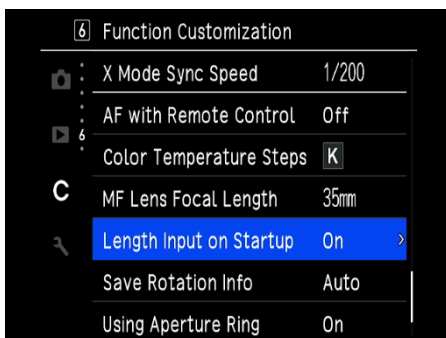 6 Function Customization
X Mode Sync Speed 1/200
AF with Remote Control Off
6
Color Temperature Steps K
C MF Lens Focal Length 35mm
Length Input on Startup On >
Save Rotation Info Auto
Using Aperture Ring On